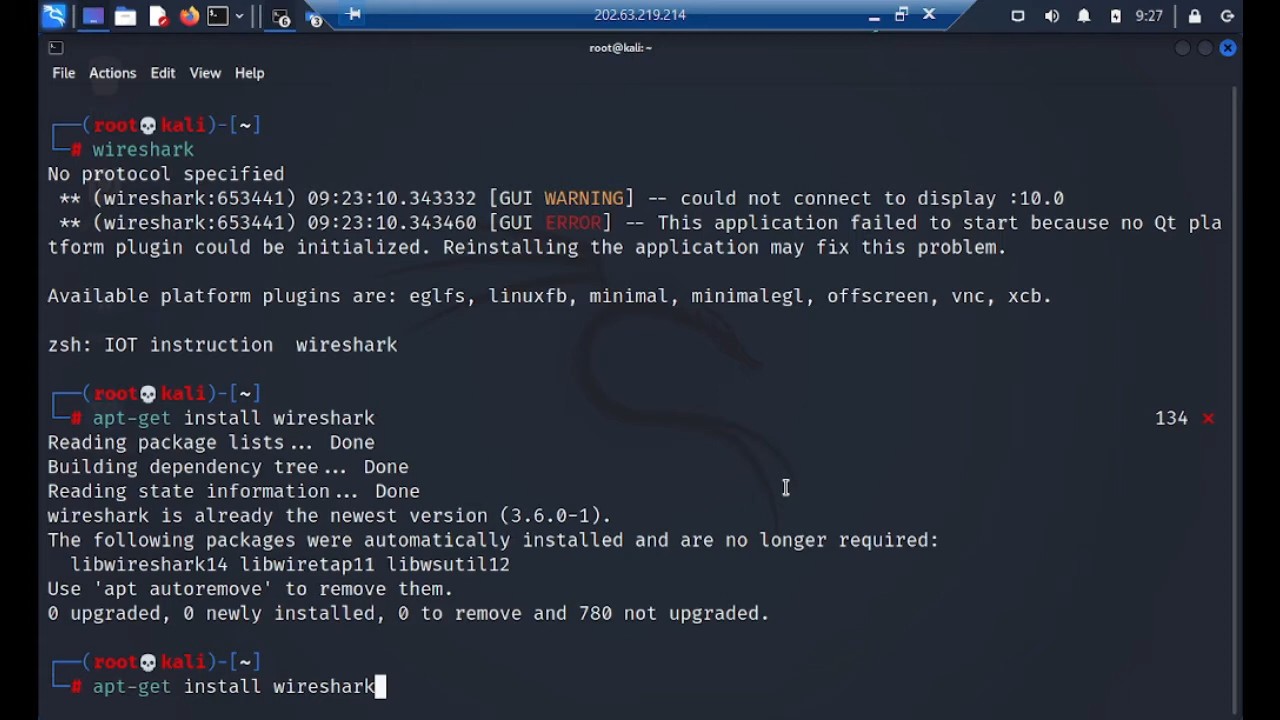 202.63.219.214
9:27
root@kali: ~
File Actions Edit View Help
┌──(root💀kali)-[~]
└─# wireshark
No protocol specified
 ** (wireshark:653441) 09:23:10.343332 [GUI WARNING] -- could not connect to display :10.0
 ** (wireshark:653441) 09:23:10.343460 [GUI ERROR] -- This application failed to start because no Qt pla
tform plugin could be initialized. Reinstalling the application may fix this problem.
Available platform plugins are: eglfs, linuxfb, minimal, minimalegl, offscreen, vnc, xcb.
zsh: IOT instruction  wireshark
┌──(root💀kali)-[~]
└─# apt-get install wireshark 134 ⨯
Reading package lists... Done
Building dependency tree... Done
Reading state information... Done
wireshark is already the newest version (3.6.0-1).
The following packages were automatically installed and are no longer required:
  libwireshark14 libwiretap11 libwsutil12
Use 'apt autoremove' to remove them.
0 upgraded, 0 newly installed, 0 to remove and 780 not upgraded.
┌──(root💀kali)-[~]
└─# apt-get install wireshark